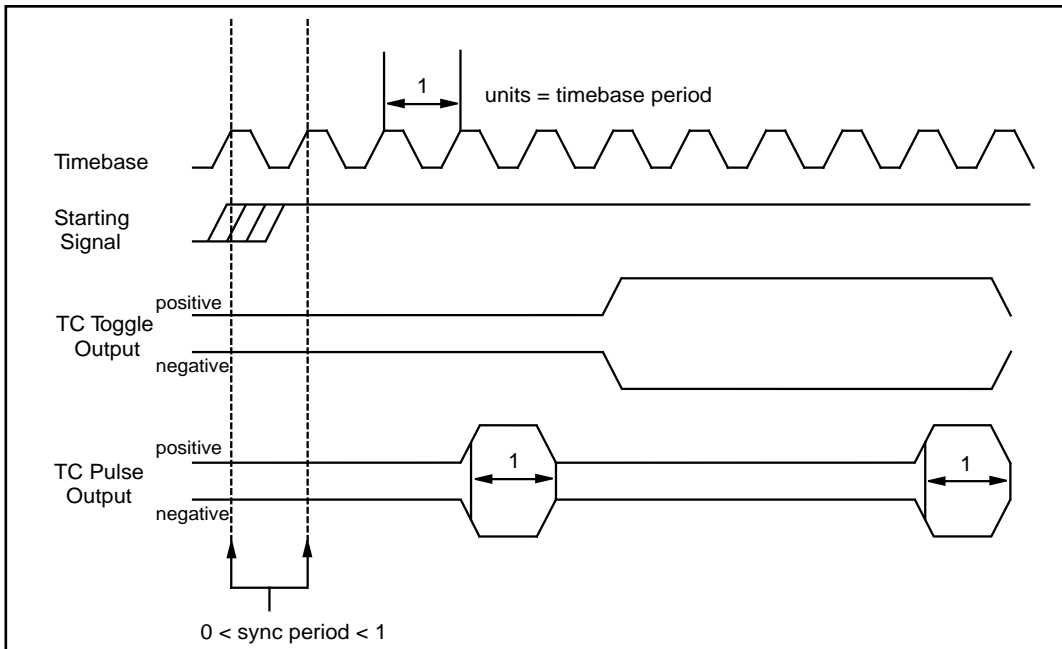 1
units = timebase period
Timebase
Starting
Signal
positive
TC Toggle
Output
negative
positive
1
1
TC Pulse
Output
negative
0 < sync period < 1